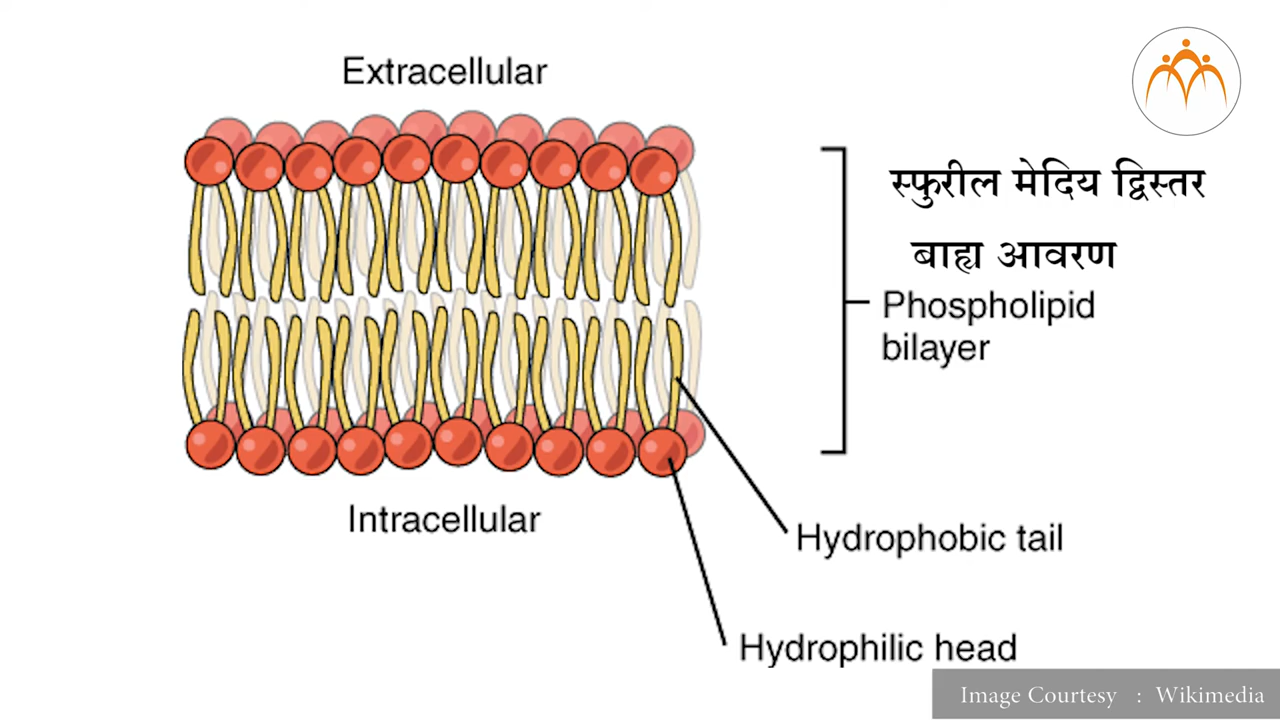 Extracellular
स्फुरील मेदिय द्विस्तर
बाह्य आवरण
Phospholipid
bilayer
Intracellular
Hydrophobic tail
Hydrophilic head
Image Courtesy : Wikimedia